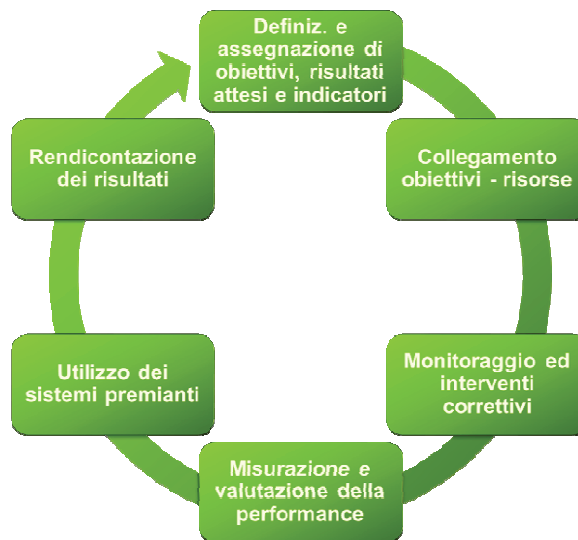 Definiz. e
assegnazione di
obiettivi, risultati
attesi e indicatori
Collegamento
obiettivi - risorse
Monitoraggio ed
interventi
correttivi
Misurazione e
valutazione della
performance
Utilizzo dei
sistemi premianti
Rendicontazione
dei risultati